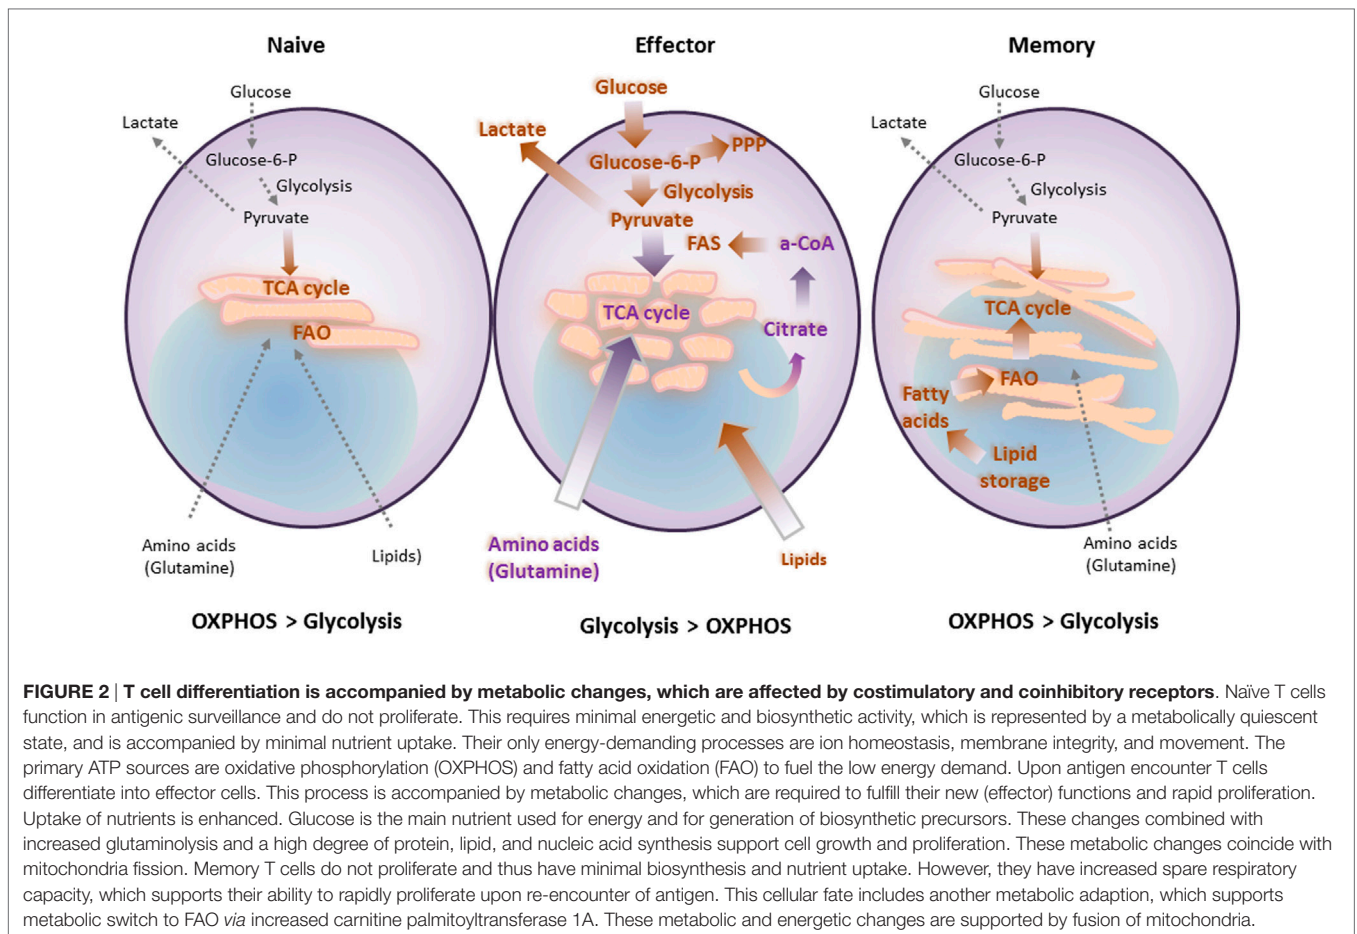 Naive
Glucose
Lactate
Glucose-6-P
Glycolysis
Pyruvate
TCA cycle
FAO
Amino acids
(Glutamine)
Lipids)
OXPHOS > Glycolysis
Effector
Glucose
Lactate
PPP
Glucose-6-P
Glycolysis
Pyruvate
FAS
a-CoA
TCA cycle
Citrate
Amino acids
(Glutamine)
Lipids
Glycolysis > OXPHOS
Memory
Glucose
Lactate
Glucose-6-P
Glycolysis
Pyruvate
TCA cycle
FAO
Fatty
acids
Lipid
storage
Amino acids
(Glutamine)
OXPHOS > Glycolysis
FIGURE 2 | T cell differentiation is accompanied by metabolic changes, which are affected by costimulatory and coinhibitory receptors. Naïve T cells
function in antigenic surveillance and do not proliferate. This requires minimal energetic and biosynthetic activity, which is represented by a metabolically quiescent
state, and is accompanied by minimal nutrient uptake. Their only energy-demanding processes are ion homeostasis, membrane integrity, and movement. The
primary ATP sources are oxidative phosphorylation (OXPHOS) and fatty acid oxidation (FAO) to fuel the low energy demand. Upon antigen encounter T cells
differentiate into effector cells. This process is accompanied by metabolic changes, which are required to fulfill their new (effector) functions and rapid proliferation.
Uptake of nutrients is enhanced. Glucose is the main nutrient used for energy and for generation of biosynthetic precursors. These changes combined with
increased glutaminolysis and a high degree of protein, lipid, and nucleic acid synthesis support cell growth and proliferation. These metabolic changes coincide with
mitochondria fission. Memory T cells do not proliferate and thus have minimal biosynthesis and nutrient uptake. However, they have increased spare respiratory
capacity, which supports their ability to rapidly proliferate upon re-encounter of antigen. This cellular fate includes another metabolic adaption, which supports
metabolic switch to FAO via increased carnitine palmitoyltransferase 1A. These metabolic and energetic changes are supported by fusion of mitochondria.